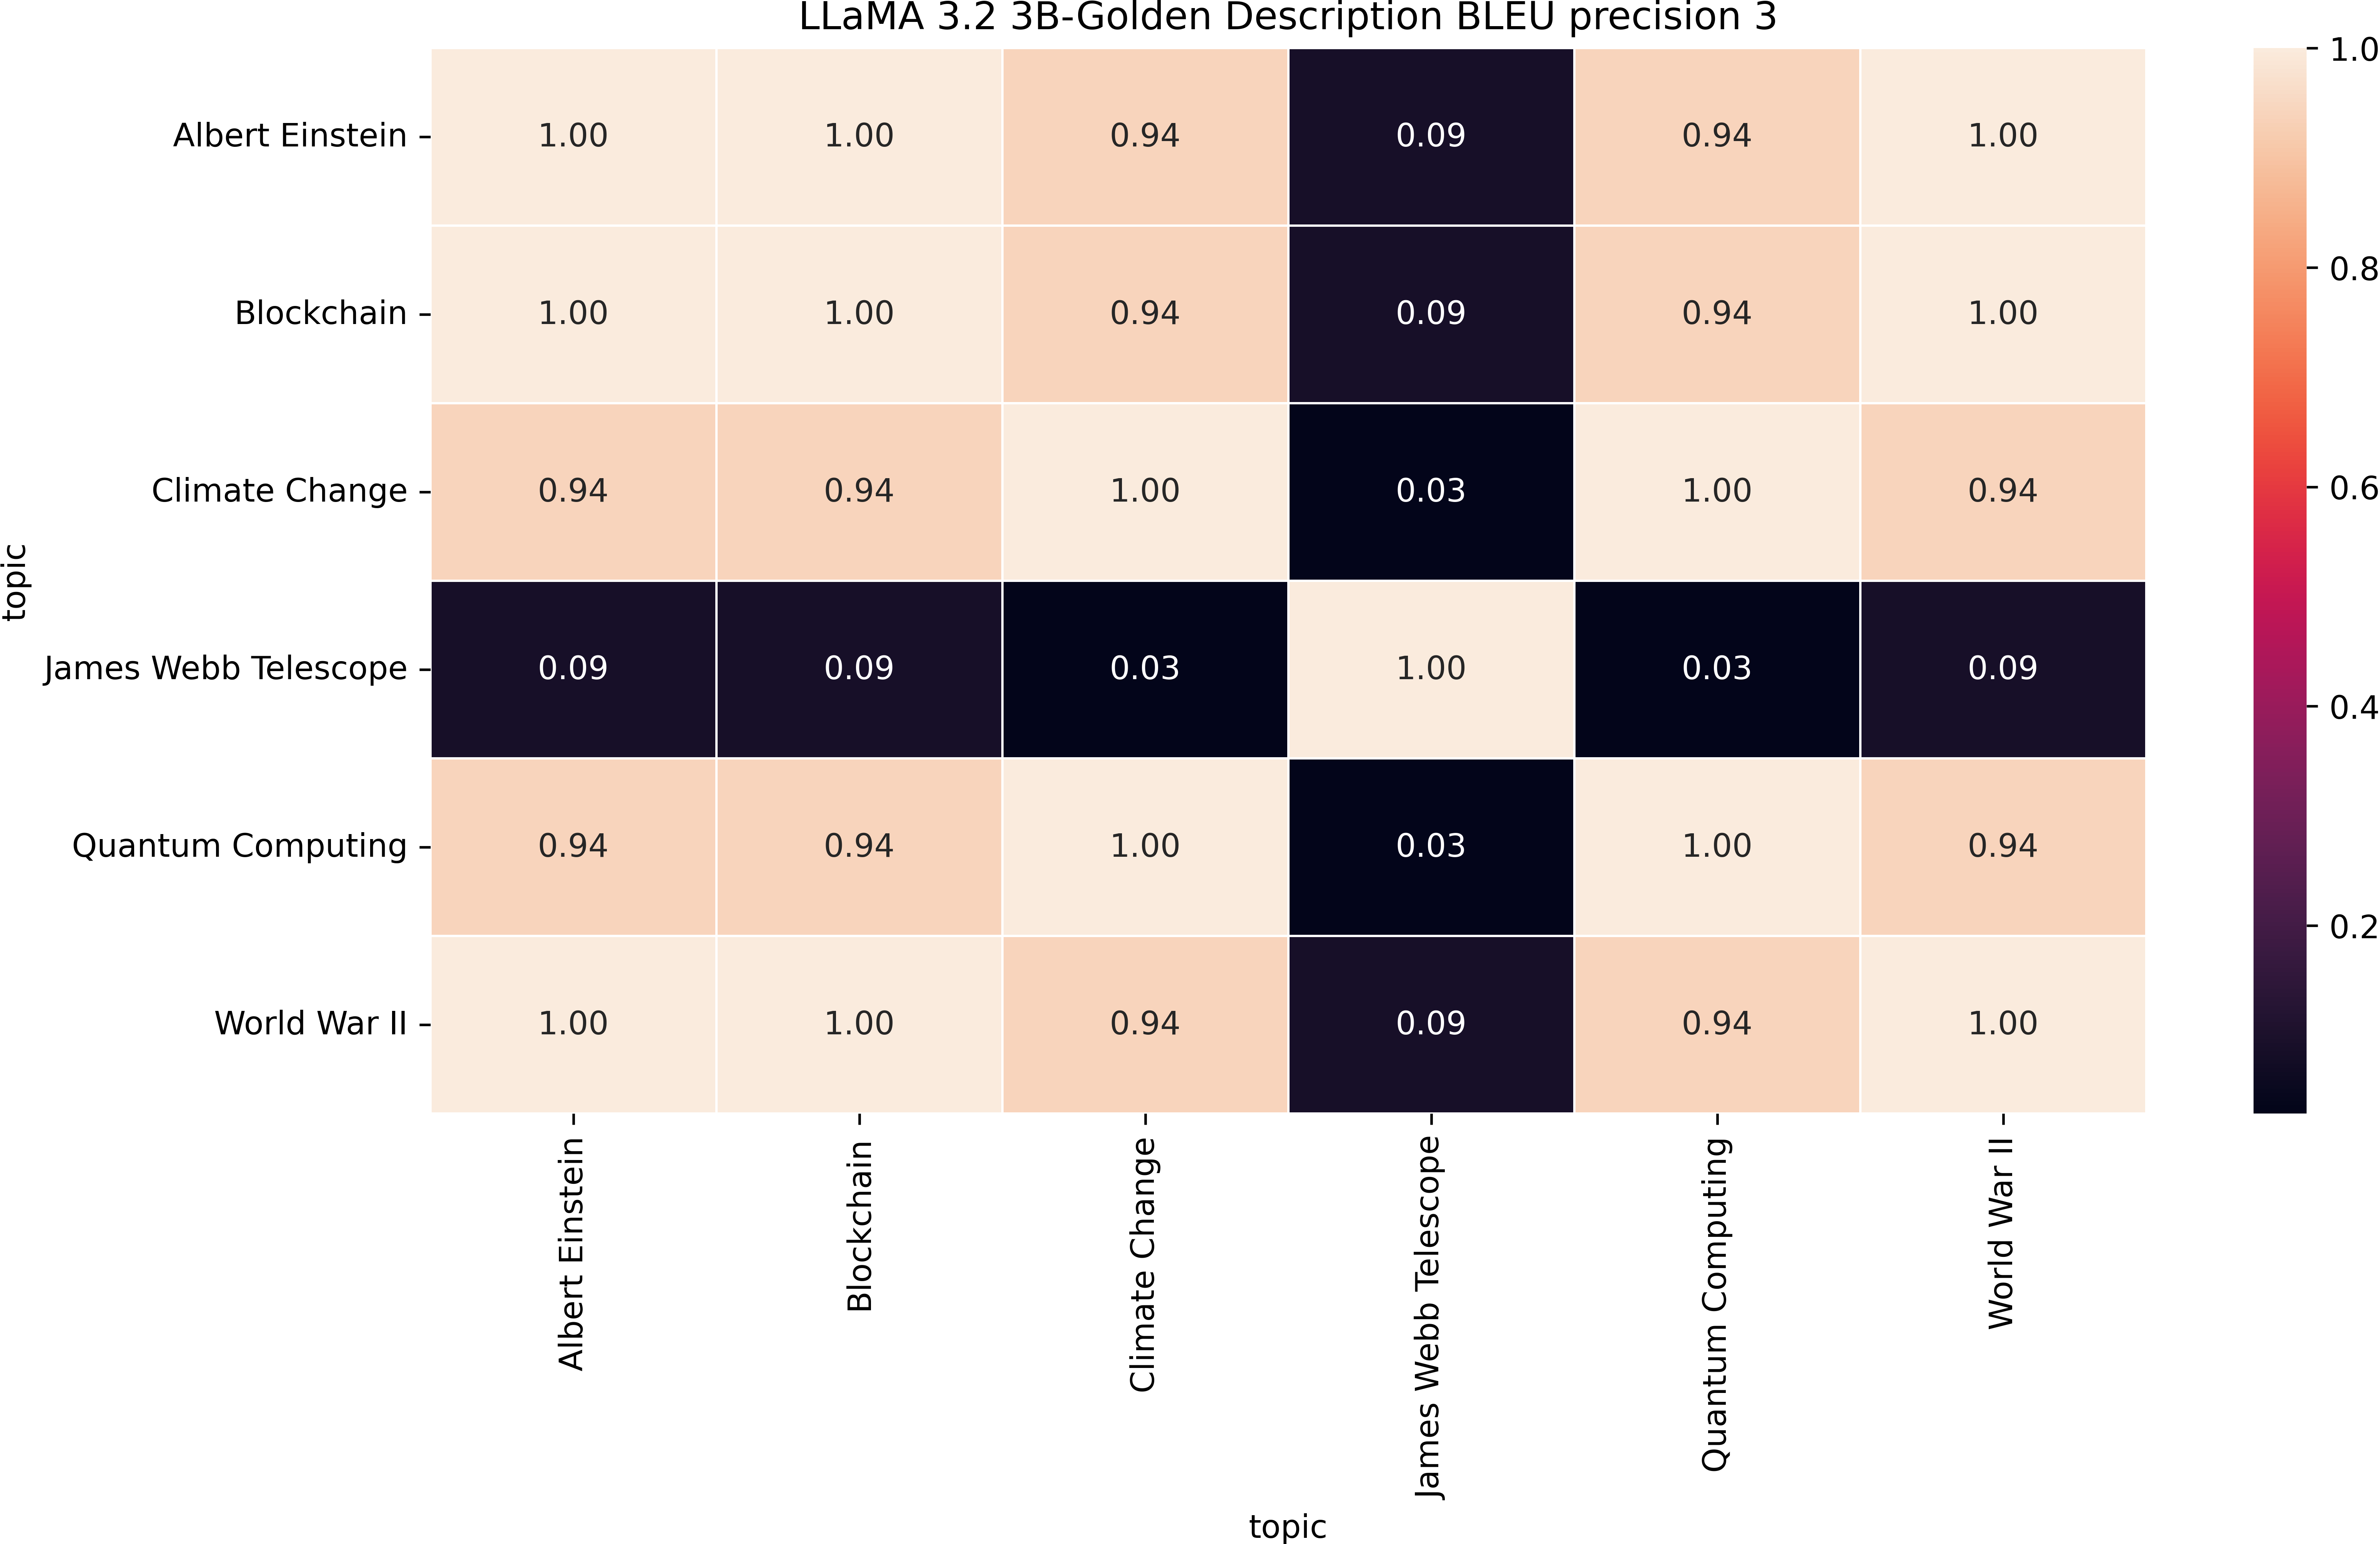 LLaMA 3.2 3B-Golden Description BLEU precision 3
topic
Albert Einstein 1.00 1.00 0.94 0.09 0.94 1.00
Blockchain 1.00 1.00 0.94 0.09 0.94 1.00
Climate Change 0.94 0.94 1.00 0.03 1.00 0.94
James Webb Telescope 0.09 0.09 0.03 1.00 0.03 0.09
Quantum Computing 0.94 0.94 1.00 0.03 1.00 0.94
World War II 1.00 1.00 0.94 0.09 0.94 1.00
Albert Einstein
Blockchain
Climate Change
James Webb Telescope
Quantum Computing
World War II
topic
1.0
0.8
0.6
0.4
0.2